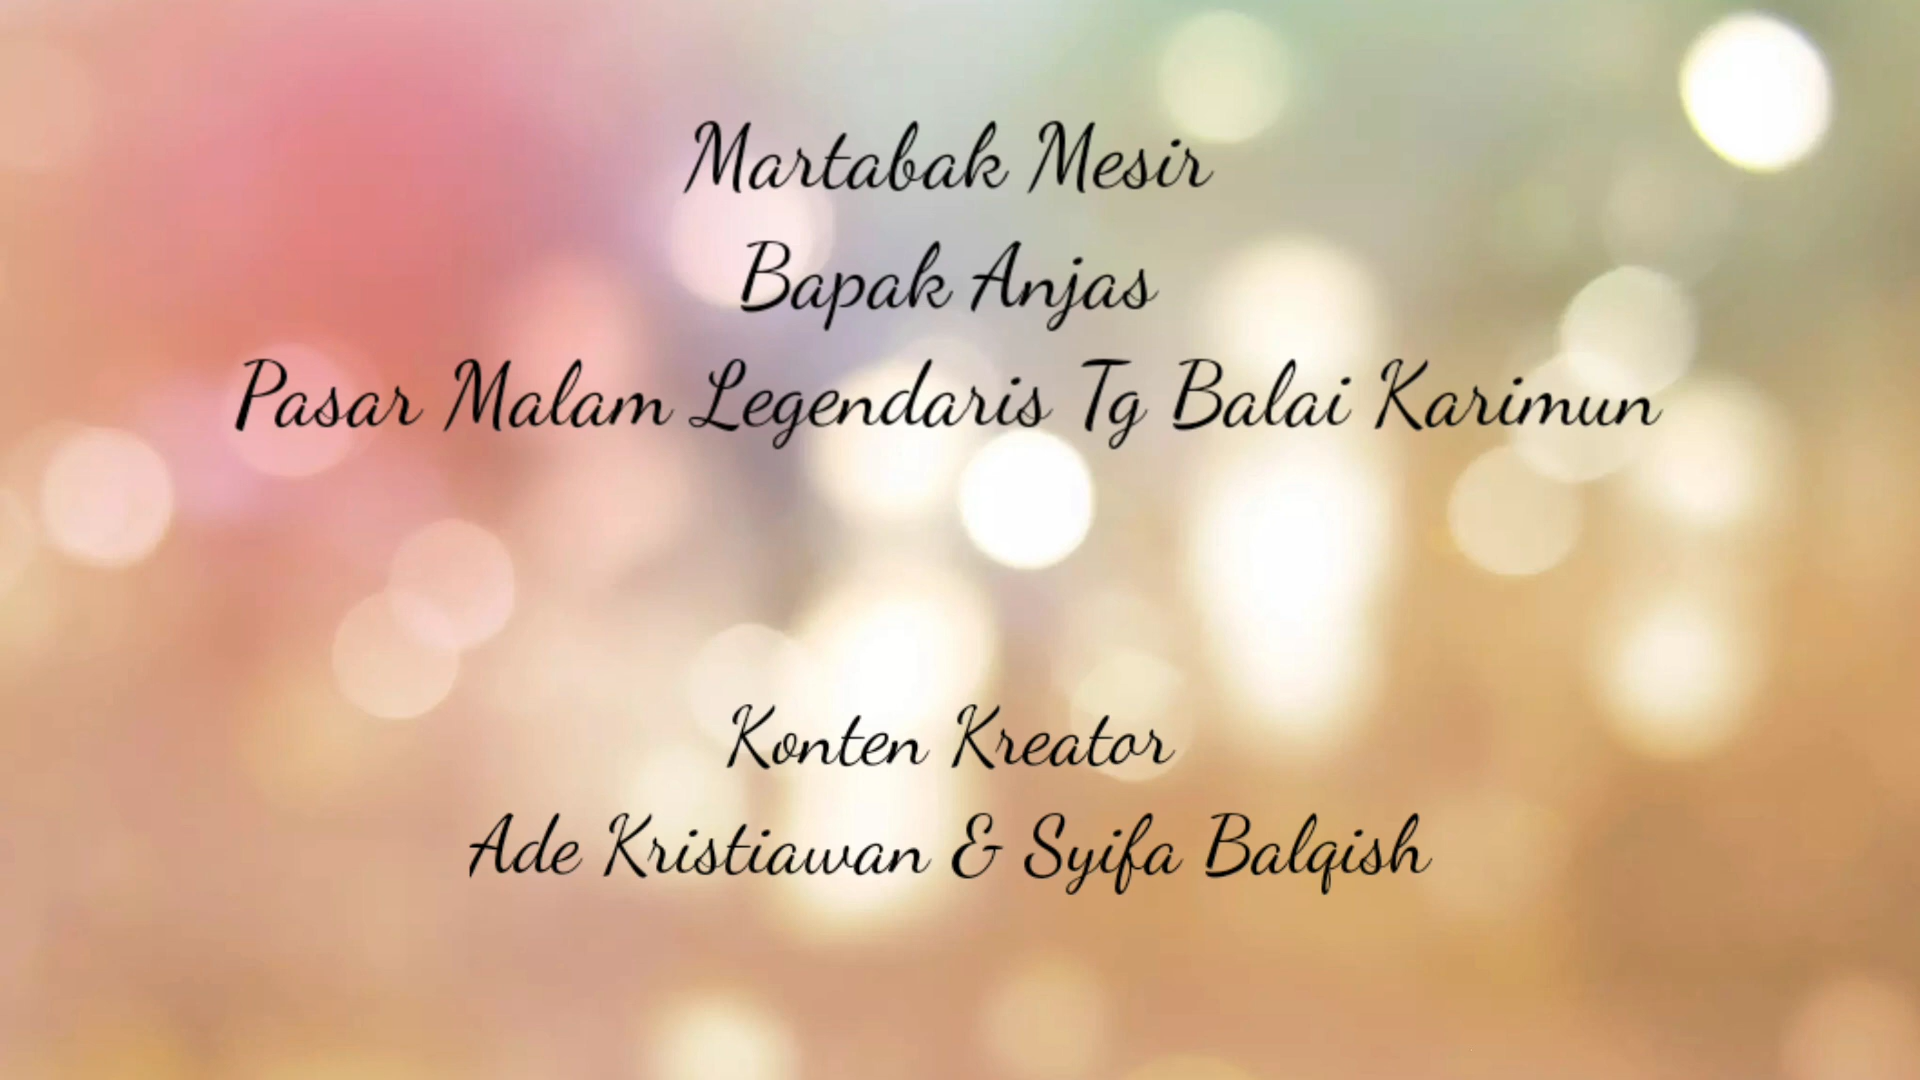 Martabak Mesir
Bapak Anjas
Pasar Malam Legendaris Tg Balai Karimun
Konten Kreator
Ade Kristiawan & Syifa Balqish